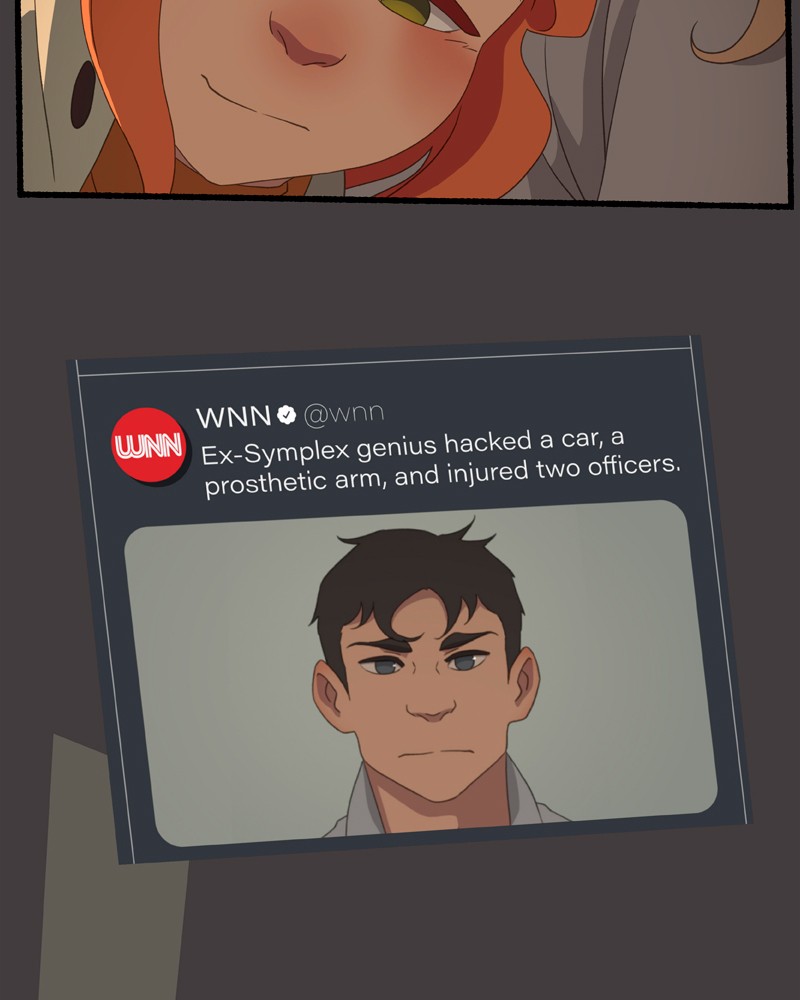 WNN @wnn
WNN
Ex-Symplex genius hacked a car, a
prosthetic arm, and injured two officers.